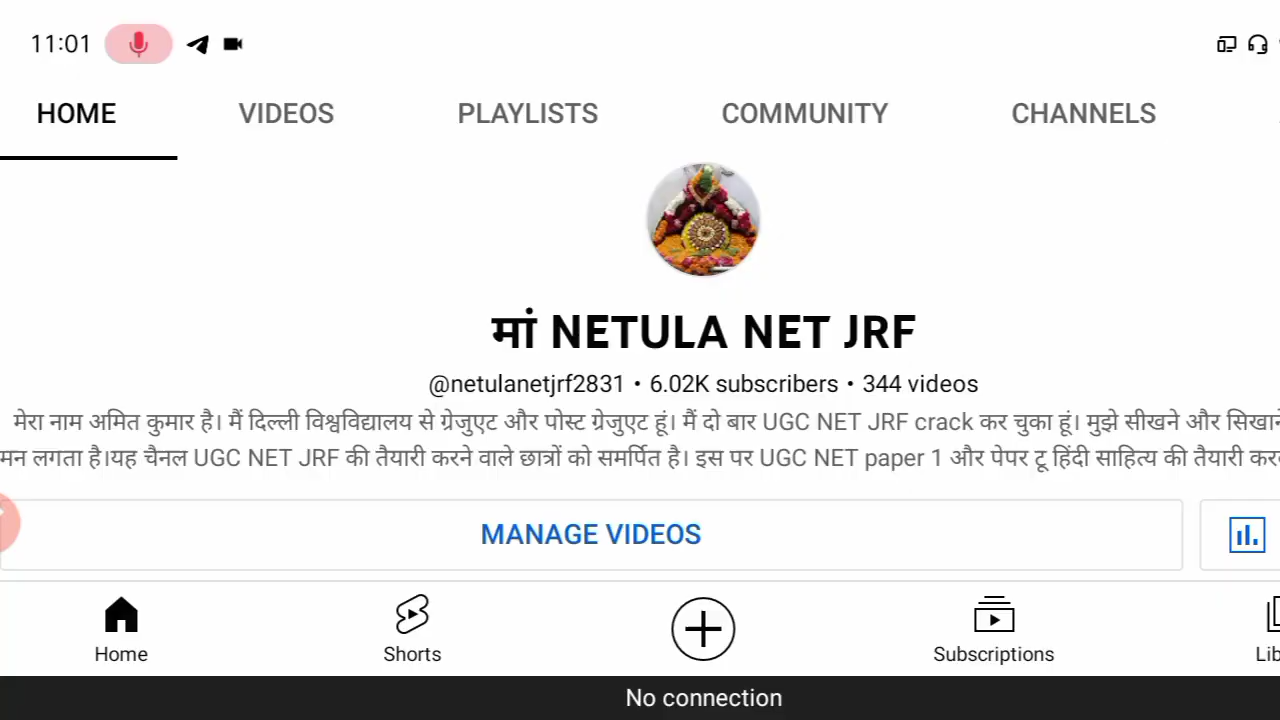 11:01
HOME VIDEOS PLAYLISTS COMMUNITY CHANNELS
मां NETULA NET JRF
@netulanetjrf2831 • 6.02K subscribers • 344 videos
मेरा नाम अमित कुमार है। मैं दिल्ली विश्वविद्यालय से ग्रेजुएट और पोस्ट ग्रेजुएट हूं। मैं दो बार UGC NET JRF crack कर चुका हूं। मुझे सीखने और
मन लगता है।यह चैनल UGC NET JRF की तैयारी करने वाले छात्रों को समर्पित है। इस पर UGC NET paper 1 और पेपर टू हिंदी साहित्य की तैयारी
MANAGE VIDEOS
Home Shorts Subscriptions
No connection